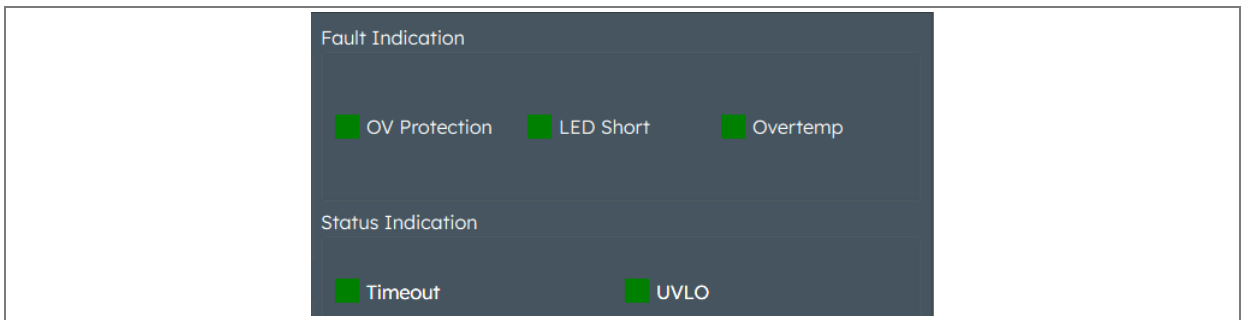 Fault Indication
OV Protection LED Short Overtemp
Status Indication
Timeout UVLO